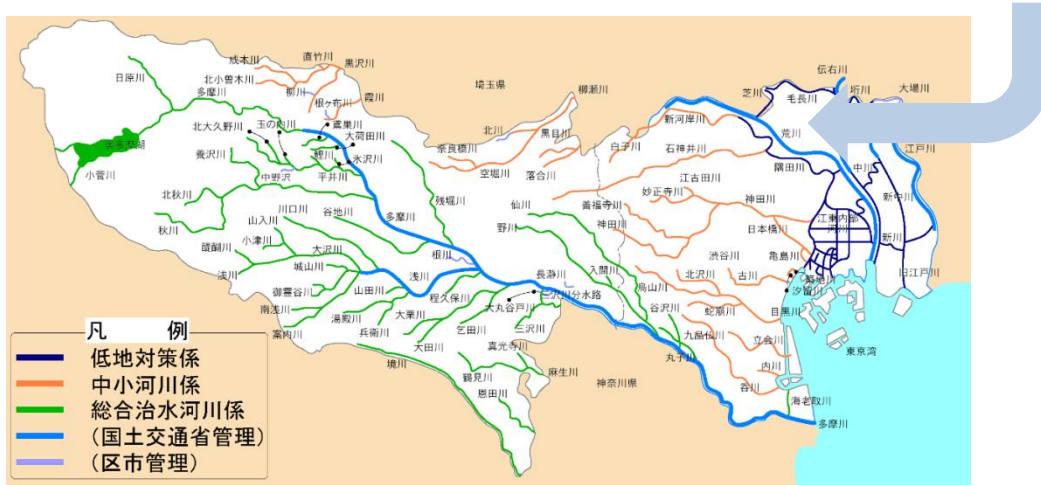 伝右川
直竹川
成木川
黒沢川
日原川
北小曽木川
柳川
埼玉県
柳瀬川
芝川
毛長川
垳川
大場川
多摩川
根ケ布川
霞川
北大久野川
玉の内川
鳶巣川
大荷田川
北川
黒目川
新河岸川
荒川
奥多摩湖
養沢川
鯉川
氷沢川
奈良橋川
白子川
石神井川
隅田川
中川
江戸川
小菅川
中野沢
平井川
空堀川
落合川
江古田川
新中川
北秋川
残堀川
仙川
善福寺川
妙正寺川
神田川
川口川
谷地川
多摩川
野川
神田川
日本橋川
江東内部
河川
新川
秋川
山入川
小津川
大沢川
醍醐川
根川
渋谷川
亀島川
城山川
浅川
長瀞川
入間川
北沢川
古川
築地川
旧江戸川
浅川
御霊谷川
山田川
程久保川
三沢川分水路
烏山川
汐留川
南浅川
湯殿川
大栗川
大丸谷戸川
谷沢川
蛇崩川
目黒川
案内川
兵衛川
乞田川
三沢川
九品仏川
立会川
大田川
真光寺川
丸子川
東京湾
境川
鶴見川
麻生川
神奈川県
内川
恩田川
呑川
海老取川
多摩川
凡 例
低地対策係
中小河川係
総合治水河川係
(国土交通省管理)
(区市管理)